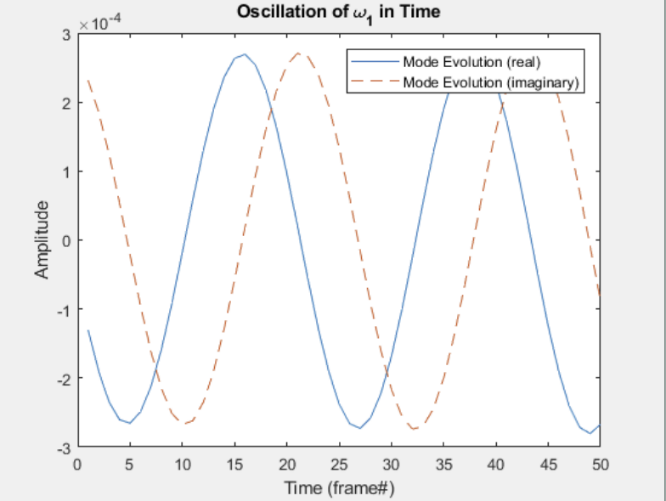 Oscillation of ω₁ in Time
×10⁻⁴
Mode Evolution (real)
Mode Evolution (imaginary)
3
2
1
0
-1
-2
-3
Amplitude
0 5 10 15 20 25 30 35 40 45 50
Time (frame#)